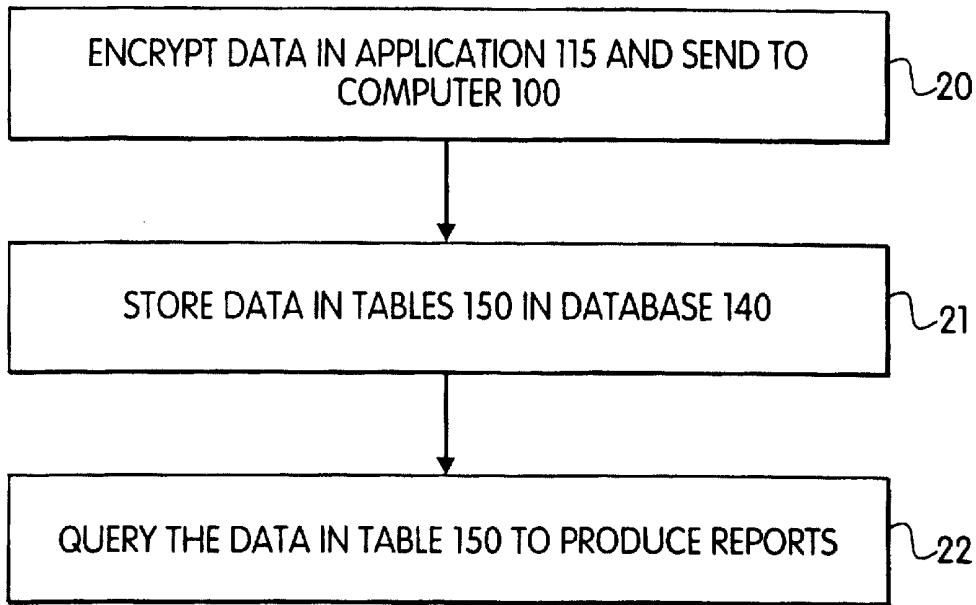 ENCRYPT DATA IN APPLICATION 115 AND SEND TO
COMPUTER 100
20
STORE DATA IN TABLES 150 IN DATABASE 140
21
QUERY THE DATA IN TABLE 150 TO PRODUCE REPORTS
22